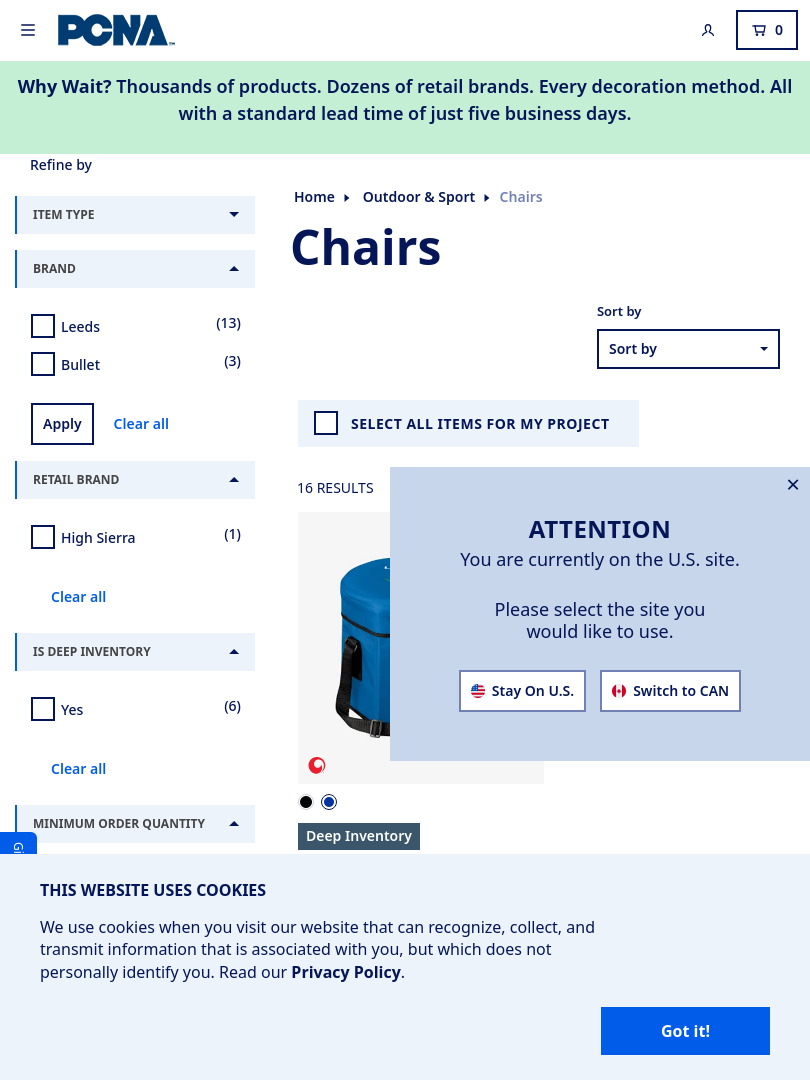 PCNA
0
Why Wait? Thousands of products. Dozens of retail brands. Every decoration method. All
with a standard lead time of just five business days.
Refine by
ITEM TYPE
BRAND
Leeds (13)
Bullet (3)
Apply Clear all
RETAIL BRAND
High Sierra (1)
Clear all
IS DEEP INVENTORY
Yes (6)
Clear all
MINIMUM ORDER QUANTITY
Home Outdoor & Sport Chairs
Chairs
Sort by
Sort by
SELECT ALL ITEMS FOR MY PROJECT
16 RESULTS
ATTENTION
You are currently on the U.S. site.
Please select the site you
would like to use.
Stay On U.S. Switch to CAN
Deep Inventory
THIS WEBSITE USES COOKIES
We use cookies when you visit our website that can recognize, collect, and
transmit information that is associated with you, but which does not
personally identify you. Read our Privacy Policy.
Got it!